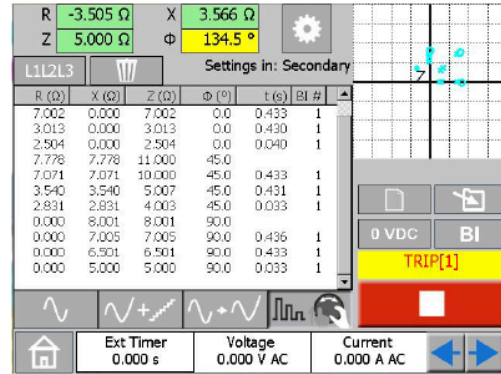 R -3.505 Ω X 3.566 Ω
Z 5.000 Ω Φ 134.5 °
L1L2L3 Settings in: Secondary
R (Ω) X (Ω) Z (Ω) Φ (º) t (s) BI #
7.002 0.000 7.002 0.0 0.433 1
3.013 0.000 3.013 0.0 0.430 1
2.504 0.000 2.504 0.0 0.040 1
7.778 7.778 11.000 45.0
7.071 7.071 10.000 45.0 0.433 1
3.540 3.540 5.007 45.0 0.431 1
2.831 2.831 4.003 45.0 0.033 1
0.000 8.001 8.001 90.0
0.000 7.005 7.005 90.0 0.436 1
0.000 6.501 6.501 90.0 0.433 1
0.000 5.000 5.000 90.0 0.033 1
0 VDC BI
TRIP[1]
Ext Timer Voltage Current
0.000 s 0.000 V AC 0.000 A AC